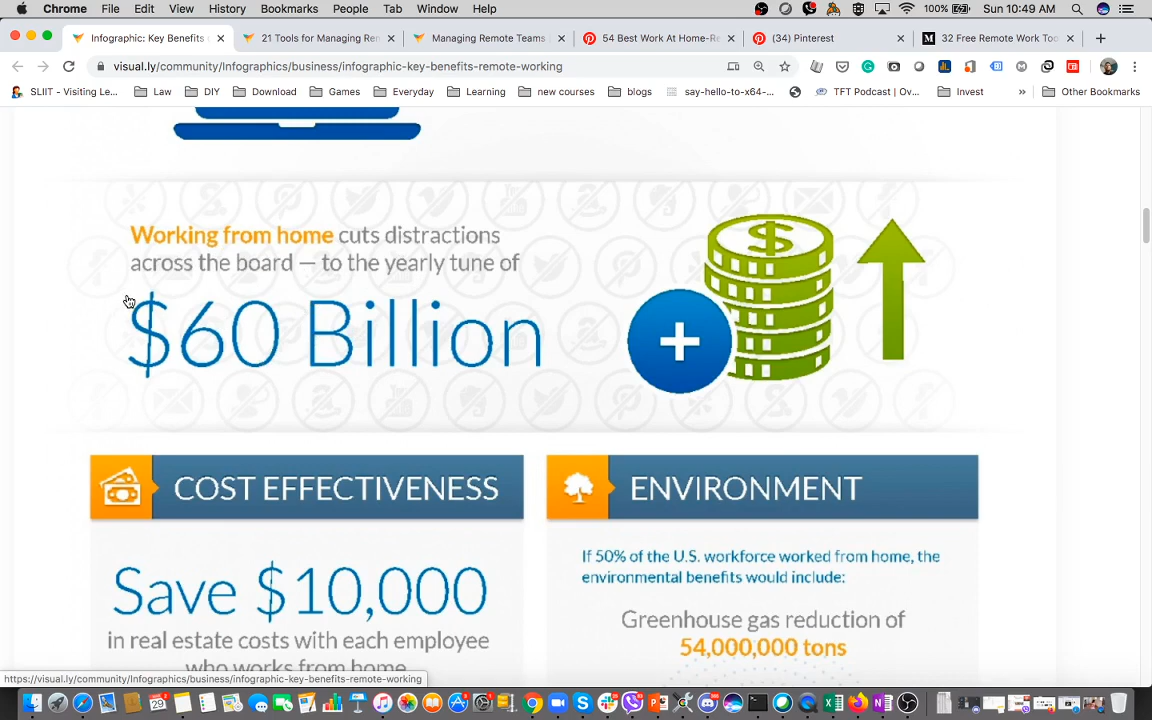 Chrome File Edit View History Bookmarks People Tab Window Help 100% Sun 10:49 AM
Infographic: Key Benefits 21 Tools for Managing Re Managing Remote Teams 54 Best Work At Home-Re (34) Pinterest 32 Free Remote Work Too
visual.ly/community/Infographics/business/infographic-key-benefits-remote-working
SLIIT - Visiting Le... Law DIY Download Games Everyday Learning new courses blogs say-hello-to-x64-... TFT Podcast | Ov... Invest » Other Bookmarks
Working from home cuts distractions
across the board — to the yearly tune of
$60 Billion
COST EFFECTIVENESS
Save $10,000
in real estate costs with each employee
who works from home
ENVIRONMENT
If 50% of the U.S. workforce worked from home, the
environmental benefits would include:
Greenhouse gas reduction of
54,000,000 tons
https://visual.ly/community/Infographics/business/infographic-key-benefits-remote-working